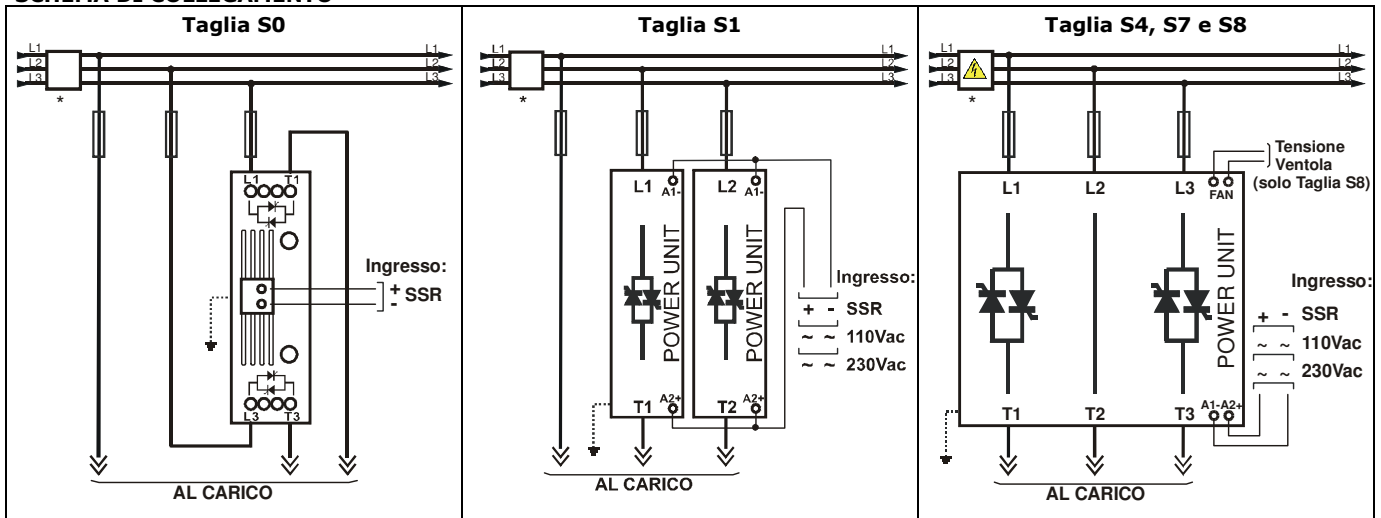 SCHEMA DI COLLEGAMENTO
Taglia S0
L1
L2
L3
L1
L2
L3
*
L1
T1
Ingresso:
+
-
SSR
L3
T3
AL CARICO
Taglia S1
L1
L2
L3
L1
L2
L3
*
L1
A1-
L2
A1-
POWER UNIT
POWER UNIT
Ingresso:
+ - SSR
~ ~ 110Vac
~ ~ 230Vac
T1
A2+
T2
A2+
AL CARICO
Taglia S4, S7 e S8
L1
L2
L3
L1
L2
L3
*
Tensione
Ventola
(solo Taglia S8)
L1
L2
L3
FAN
POWER UNIT
Ingresso:
+ - SSR
~ ~ 110Vac
~ ~ 230Vac
T1
T2
T3
A1-A2+
AL CARICO